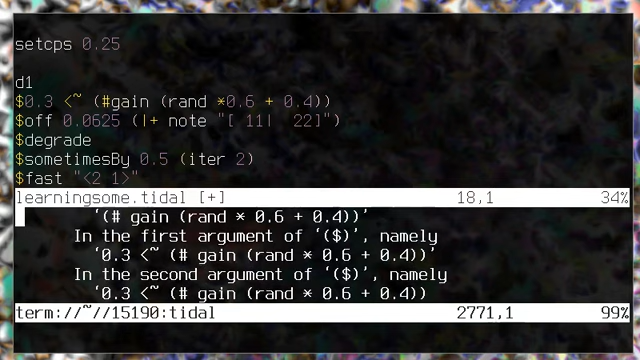 setcps 0.25
d1
$0.3 <~ (#gain (rand *0.6 + 0.4))
$off 0.0625 (|+ note "[ 11|  22]")
$degrade
$sometimesBy 0.5 (iter 2)
$fast "<2 1>"
learningsome.tidal [+] 18,1 34%
‘(# gain (rand * 0.6 + 0.4))’
In the first argument of ‘($)’, namely
‘0.3 <~ (# gain (rand * 0.6 + 0.4))’
In the second argument of ‘($)’, namely
‘0.3 <~ (# gain (rand * 0.6 + 0.4))
term://~//15190:tidal 2771,1 99%